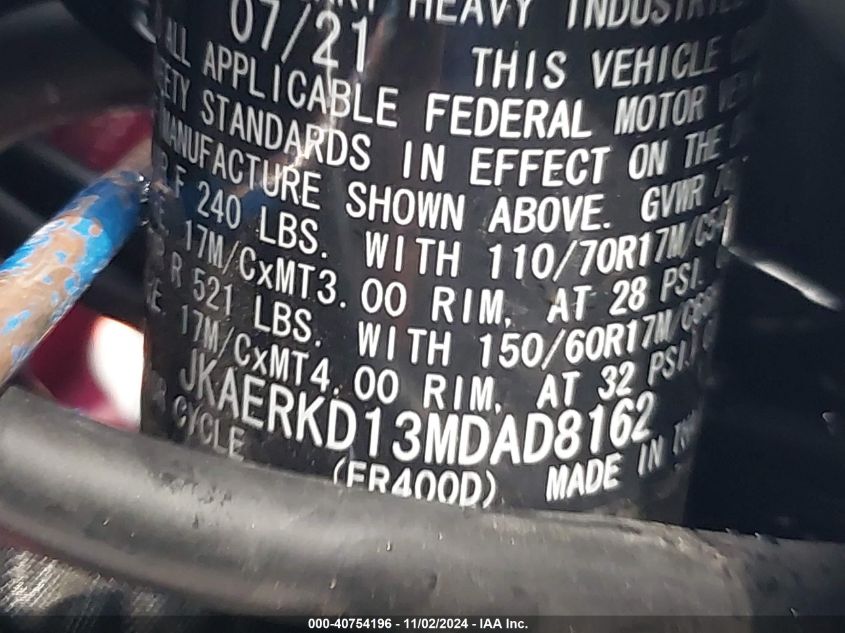 HEAVY INDUSTRIES
07/21 THIS VEHICLE
ALL APPLICABLE FEDERAL MOTOR
STANDARDS IN EFFECT ON THE
MANUFACTURE SHOWN ABOVE. GVWR
F 240 LBS. WITH 110/70R17M/C
17M/CxMT3.00 RIM, AT 28 PSI.
R 521 LBS. WITH 150/60R17M/C
17M/CxMT4.00 RIM, AT 32 PSI.
JKAERKD13MDAD8162
CYCLE (ER400D) MADE IN
000-40754196 - 11/02/2024 - IAA Inc.